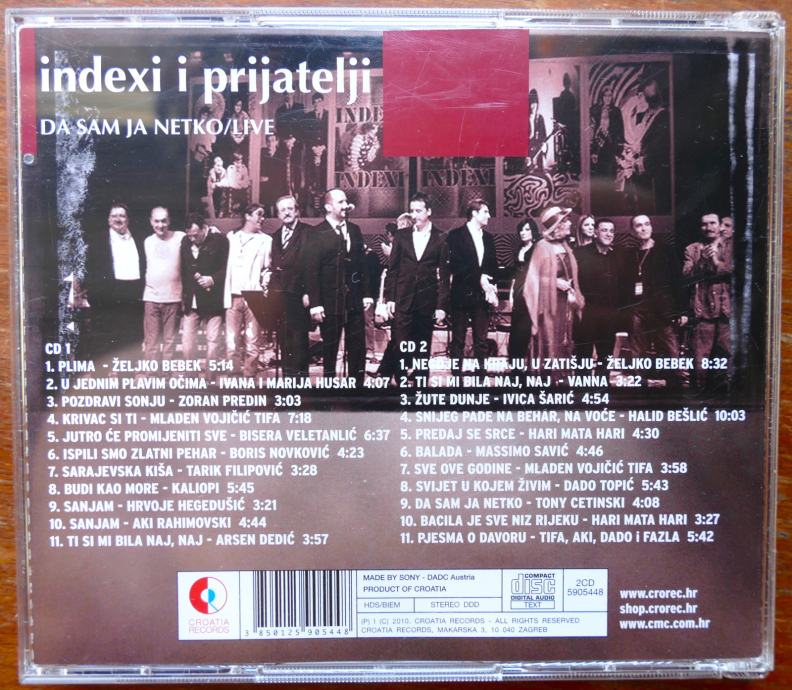 indexi i prijatelji
DA SAM JA NETKO/LIVE
INDEXI
INDEXI
CD 1
1. PLIMA - ŽELJKO BEBEK 5:14
2. U JEDNIM PLAVIM OČIMA - IVANA I MARIJA HUSAR 4:07
3. POZDRAVI SONJU - ZORAN PREDIN 3:03
4. KRIVAC SI TI - MLADEN VOJIČIĆ TIFA 7:18
5. JUTRO ĆE PROMIJENITI SVE - BISERA VELETANLIĆ 6:37
6. ISPILI SMO ZLATNI PEHAR - BORIS NOVKOVIĆ 4:23
7. SARAJEVSKA KIŠA - TARIK FILIPOVIĆ 3:28
8. BUDI KAO MORE - KALIOPI 5:45
9. SANJAM - HRVOJE HEGEDUŠIĆ 3:21
10. SANJAM - AKI RAHIMOVSKI 4:44
11. TI SI MI BILA NAJ, NAJ - ARSEN DEDIĆ 3:57
CD 2
1. NEGDJE NA KRAJU, U ZATIŠJU - ŽELJKO BEBEK 8:32
2. TI SI MI BILA NAJ, NAJ - VANNA 3:22
3. ŽUTE DUNJE - IVICA ŠARIĆ 4:54
4. SNIJEG PADE NA BEHAR, NA VOĆE - HALID BEŠLIĆ 10:03
5. PREDAJ SE SRCE - HARI MATA HARI 4:30
6. BALADA - MASSIMO SAVIĆ 4:46
7. SVE OVE GODINE - MLADEN VOJIČIĆ TIFA 3:58
8. SVIJET U KOJEM ŽIVIM - DADO TOPIĆ 5:43
9. DA SAM JA NETKO - TONY CETINSKI 4:08
10. BACILA JE SVE NIZ RIJEKU - HARI MATA HARI 3:27
11. PJESMA O DAVORU - TIFA, AKI, DADO i FAZLA 5:42
CROATIA
RECORDS
3 850125 905448
MADE BY SONY - DADC Austria
PRODUCT OF CROATIA
HDS/BIEM
STEREO DDD
COMPACT
disc
DIGITAL AUDIO
TEXT
2CD
5905448
(P) I (C) 2010. CROATIA RECORDS - ALL RIGHTS RESERVED
CROATIA RECORDS, MAKARSKA 3, 10 040 ZAGREB
www.crorec.hr
shop.crorec.hr
www.cmc.com.hr